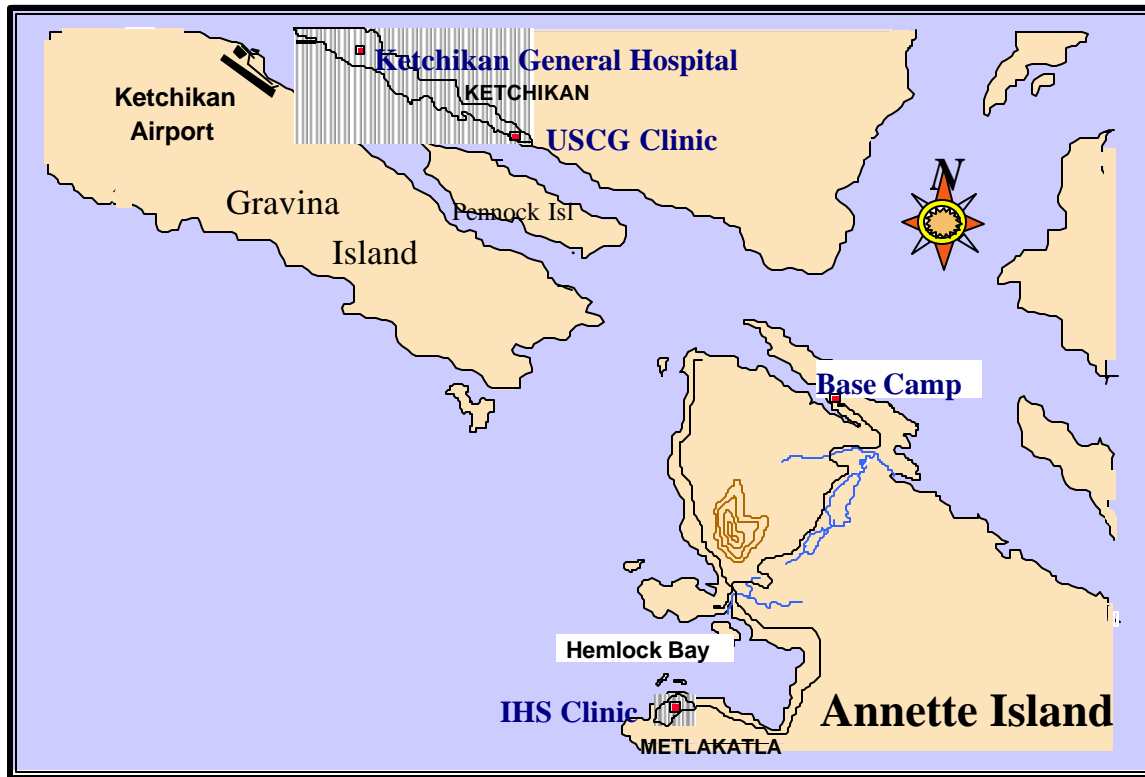 Ketchikan General Hospital
KETCHIKAN
Ketchikan
Airport
USCG Clinic
N
Gravina
Pennock Isl
Island
Base Camp
Hemlock Bay
IHS Clinic
Annette Island
METLAKATLA